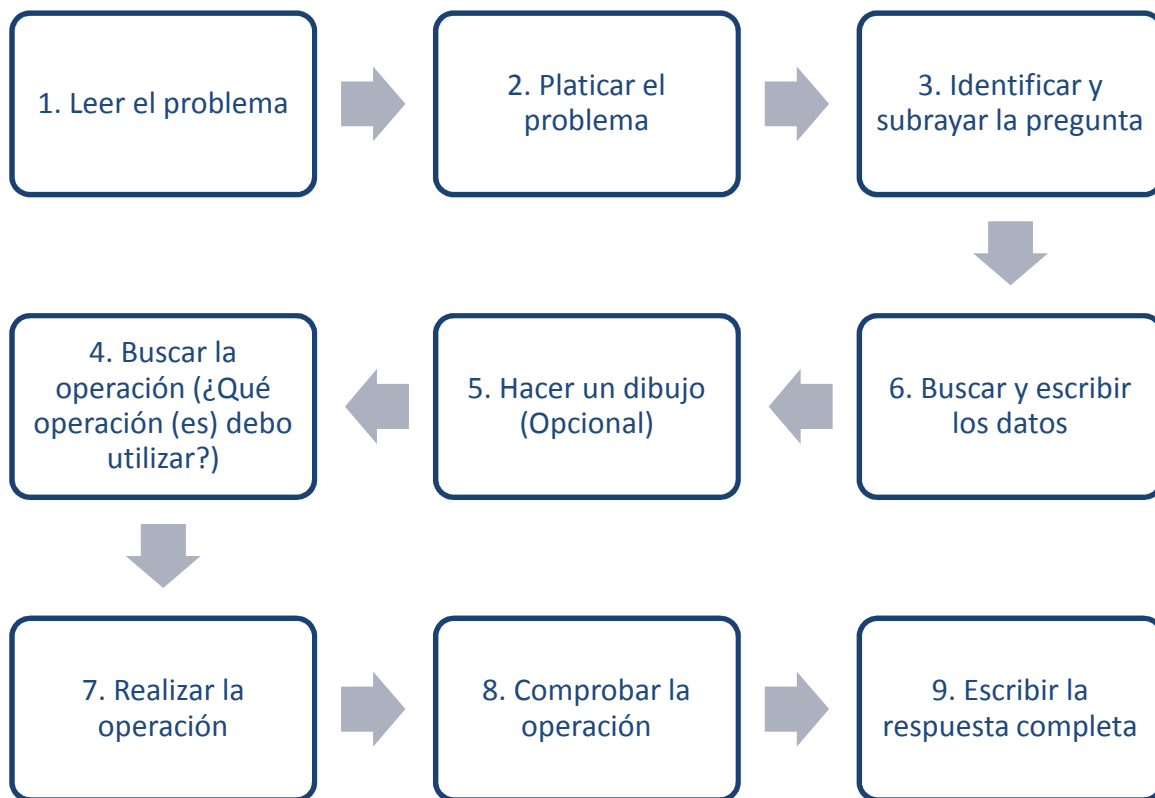 1. Leer el problema
2. Platicar el
problema
3. Identificar y
subrayar la pregunta
6. Buscar y escribir
los datos
5. Hacer un dibujo
(Opcional)
4. Buscar la
operación (¿Qué
operación (es) debo
utilizar?)
7. Realizar la
operación
8. Comprobar la
operación
9. Escribir la
respuesta completa